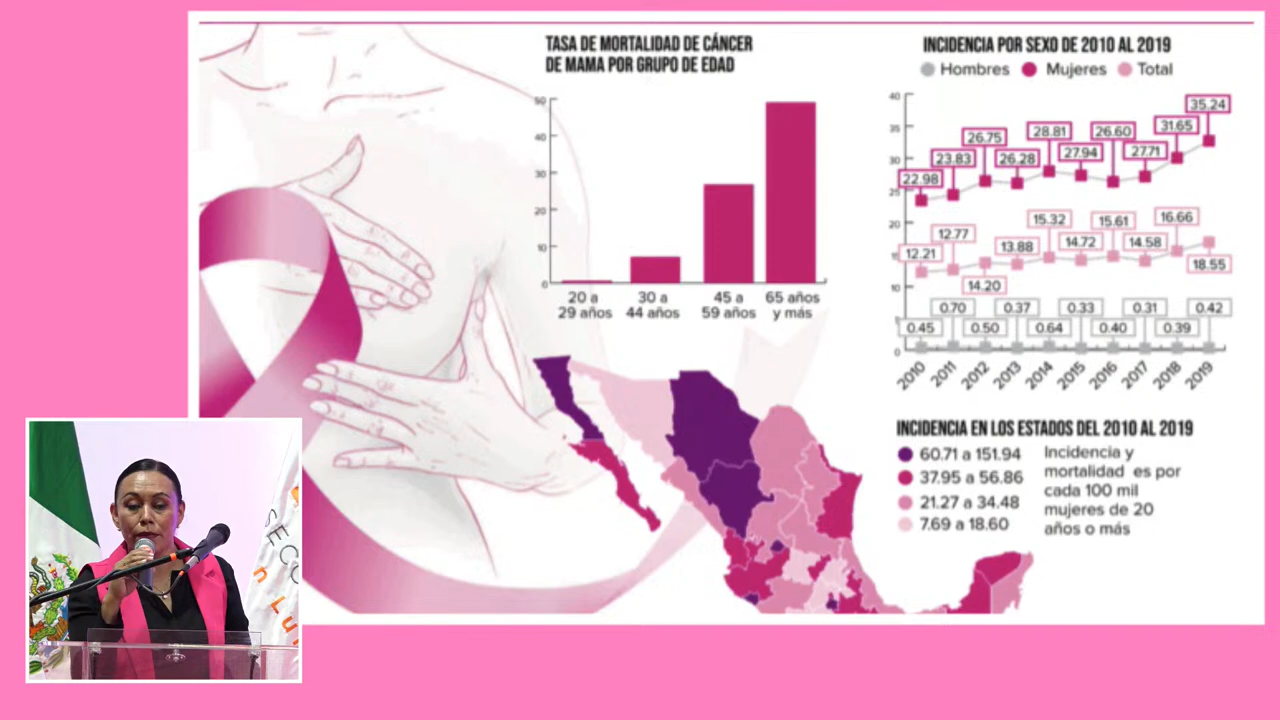 TASA DE MORTALIDAD DE CÁNCER
DE MAMA POR GRUPO DE EDAD
50
40
30
20
10
0
20 a
29 años
30 a
44 años
45 a
59 años
65 años
y más
INCIDENCIA POR SEXO DE 2010 AL 2019
Hombres Mujeres Total
40
35
30
25
20
10
5
0
22.98
23.83
26.75
26.28
28.81
27.94
26.60
27.71
31.65
35.24
12.21
12.77
14.20
13.88
15.32
14.72
15.61
14.58
16.66
18.55
0.45
0.70
0.50
0.37
0.64
0.33
0.40
0.31
0.39
0.42
2010 2011 2012 2013 2014 2015 2016 2017 2018 2019
INCIDENCIA EN LOS ESTADOS DEL 2010 AL 2019
60.71 a 151.94
37.95 a 56.86
21.27 a 34.48
7.69 a 18.60
Incidencia y
mortalidad es por
cada 100 mil
mujeres de 20
años o más